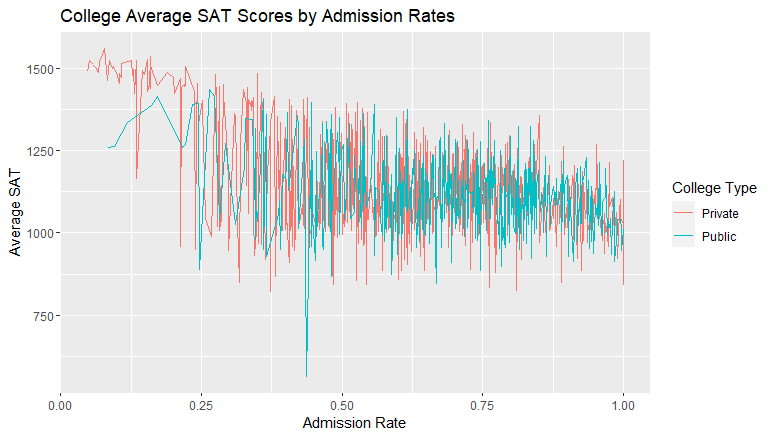 College Average SAT Scores by Admission Rates
Average SAT
1500
1250
1000
750
0.00 0.25 0.50 0.75 1.00
Admission Rate
College Type
Private
Public